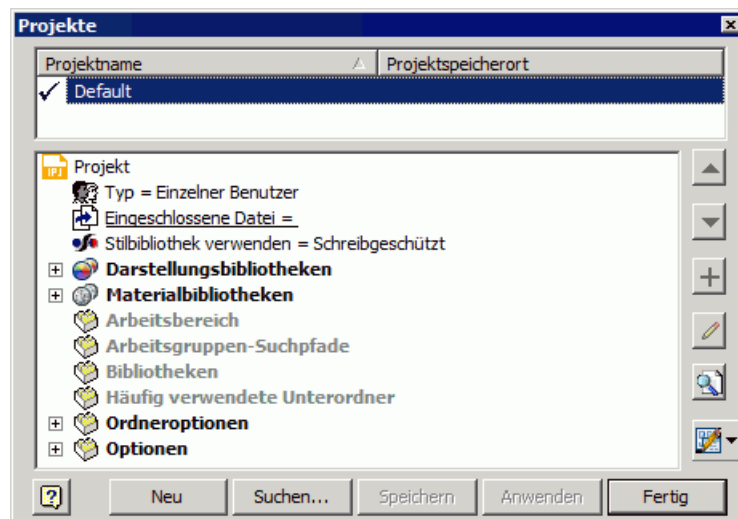 Projekte
Projektname Projektspeicherort
Default
IPJ Projekt
Typ = Einzelner Benutzer
Eingeschlossene Datei =
Stilbibliothek verwenden = Schreibgeschützt
Darstellungsbibliotheken
Materialbibliotheken
Arbeitsbereich
Arbeitsgruppen-Suchpfade
Bibliotheken
Häufig verwendete Unterordner
Ordneroptionen
Optionen
Neu Suchen... Speichern Anwenden Fertig